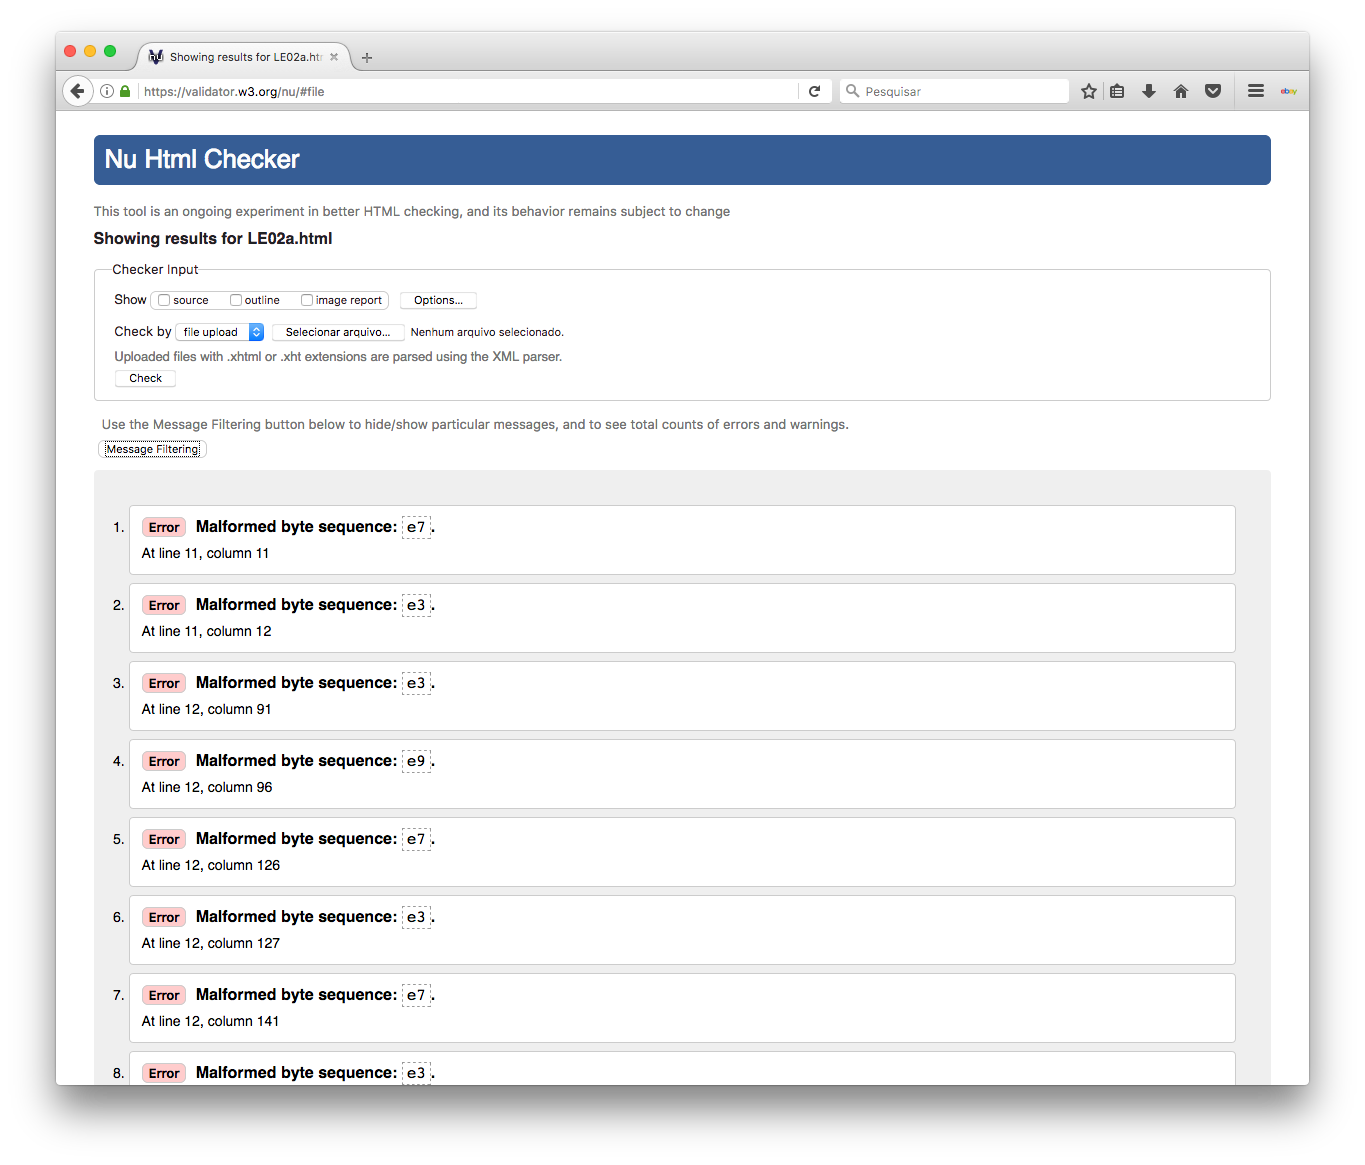 Showing results for LE02a.htm
https://validator.w3.org/nu/#file
Pesquisar
ebay
Nu Html Checker
This tool is an ongoing experiment in better HTML checking, and its behavior remains subject to change
Showing results for LE02a.html
Checker Input
Show source outline image report Options...
Check by file upload Selecionar arquivo... Nenhum arquivo selecionado.
Uploaded files with .xhtml or .xht extensions are parsed using the XML parser.
Check
Use the Message Filtering button below to hide/show particular messages, and to see total counts of errors and warnings.
Message Filtering
1. Error Malformed byte sequence: e7.
At line 11, column 11
2. Error Malformed byte sequence: e3.
At line 11, column 12
3. Error Malformed byte sequence: e3.
At line 12, column 91
4. Error Malformed byte sequence: e9.
At line 12, column 96
5. Error Malformed byte sequence: e7.
At line 12, column 126
6. Error Malformed byte sequence: e3.
At line 12, column 127
7. Error Malformed byte sequence: e7.
At line 12, column 141
8. Error Malformed byte sequence: e3.